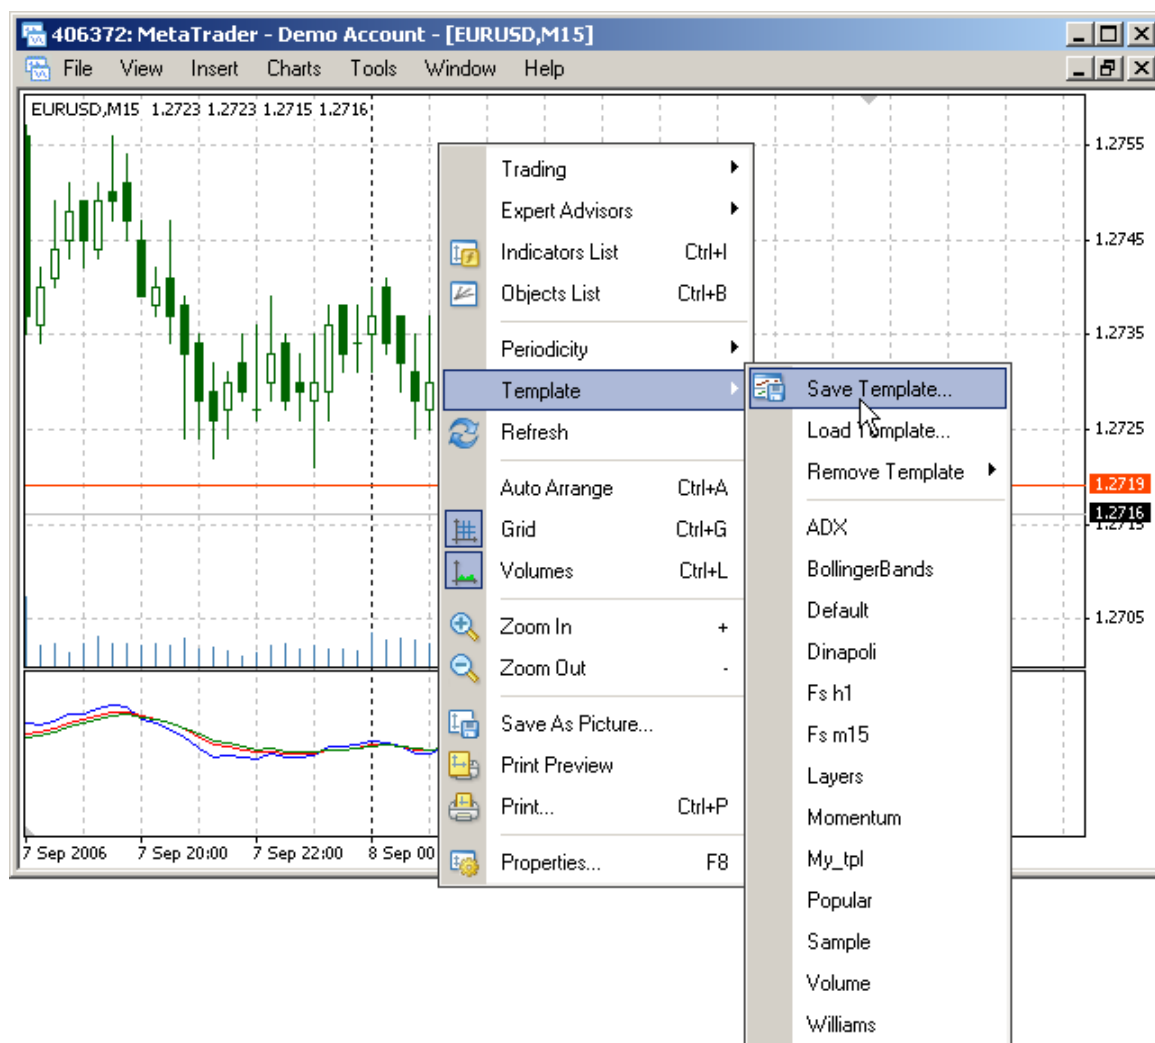 406372: MetaTrader - Demo Account - [EURUSD,M15]
File View Insert Charts Tools Window Help
EURUSD,M15 1.2723 1.2723 1.2715 1.2716
1.2755
1.2745
1.2735
1.2725
1.2719
1.2716
1.2715
1.2705
7 Sep 2006 7 Sep 20:00 7 Sep 22:00 8 Sep 00
Trading
Expert Advisors
Indicators List Ctrl+I
Objects List Ctrl+B
Periodicity
Template
Refresh
Auto Arrange Ctrl+A
Grid Ctrl+G
Volumes Ctrl+L
Zoom In +
Zoom Out -
Save As Picture...
Print Preview
Print... Ctrl+P
Properties... F8
Save Template...
Load Template...
Remove Template
ADX
BollingerBands
Default
Dinapoli
Fs h1
Fs m15
Layers
Momentum
My_tpl
Popular
Sample
Volume
Williams